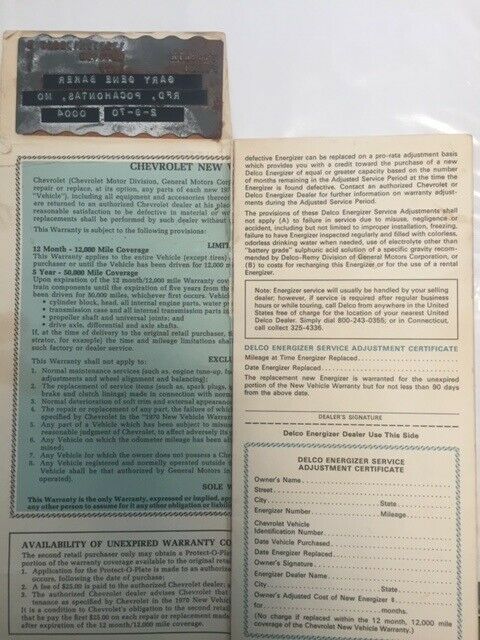 GARY GENE BAKER
RFD, POCAHONTAS, MO
CHEVROLET NEW V
Chevrolet (Chevrolet Motor Division, General Motors Corpor
repair or replace, at its option, any parts of each new 197
"Vehicle"), including all equipment and accessories thereon
are returned to an authorized Chevrolet dealer at his place
reasonable satisfaction to be defective in material or w
replacements shall be performed by such dealer without
This Warranty is subject to the following provisions:
LIMIT
12 Month - 12,000 Mile Coverage
This Warranty applies to the entire Vehicle (except tires)
purchaser or until the Vehicle has been driven for 12,000 m
5 Year - 50,000 Mile Coverage
Upon expiration of the 12 month/12,000 mile Warranty cove
train components until the expiration of five years from th
been driven for 50,000 miles, whichever first occurs. Vehicl
• cylinder block, head, all internal engine parts, water p
• transmission case and all internal transmission parts
• propeller shaft and universal joints; and
• drive axle, differential and axle shafts.
If, at the time of delivery to the original retail purchaser, the
strator, for example) the time and mileage limitations shall
such factory or dealer service.
This Warranty shall not apply to: EXCLU
1. Normal maintenance services (such as, engine tune-up, fue
adjustments and wheel alignment and balancing);
2. The replacement of service items (such as, spark plugs,
brake and clutch linings) made in connection with norma
3. Normal deterioration of soft trim and external appearanc
4. The repair or replacement of any part, the failure of which
specified by Chevrolet in the "1970 New Vehicle Warran
5. Any part of a Vehicle which has been subject to misuse
reasonable judgment of Chevrolet, to affect adversely its s
6. Any Vehicle on which the odometer mileage has been alt
mined;
7. Any Vehicle for which the owner does not possess a Che
8. Any Vehicle registered and normally operated outside
Vehicle shall be that authorized by General Motors in
operated.
SOLE W
This Warranty is the only Warranty, expressed or implied, app
any other person to assume for it any other obligation or liabilit
AVAILABILITY OF UNEXPIRED WARRANTY CO
The second retail purchaser only may obtain a Protect-O-Plate
portion of the warranty coverage available to the original retail
1. Application for the Protect-O-Plate is made to an authoriz
occurs, following the date of purchase;
2. A fee of $25.00 is paid to the authorized Chevrolet dealer;
3. The authorized Chevrolet dealer advises Chevrolet that
tenance as specified by Chevrolet in the "1970 New Vehicl
It is a condition to Chevrolet's obligation to the second retail
that he pay the first $25.00 on each repair or replacement made
after expiration of the 12 month/12,000 mile warranty.
defective Energizer can be replaced on a pro-rata adjustment basis
which provides you with a credit toward the purchase of a new
Delco Energizer of equal or greater capacity based on the number
of months remaining in the Adjusted Service Period at the time the
Energizer is found defective. Contact an authorized Chevrolet or
Delco Energizer Dealer for further information on warranty adjust-
ments during the Adjusted Service Period.
The provisions of these Delco Energizer Service Adjustments shall
not apply (A) to failure in service due to misuse, negligence or
accident, including but not limited to improper installation, freezing,
failure to have Energizer inspected regularly and filled with colorless,
odorless drinking water when needed, use of electrolyte other than
"battery grade" sulphuric acid solution of a specific gravity recom-
mended by Delco-Remy Division of General Motors Corporation, or
(B) to costs for recharging this Energizer or for the use of a rental
Energizer.
Note: Energizer service will usually be handled by your selling
dealer; however, if service is required after regular business
hours or while touring, call Delco from anywhere in the United
States free of charge for the location of your nearest United
Delco Dealer. Simply dial 800-243-0355; or in Connecticut,
call collect 325-4336.
DELCO ENERGIZER SERVICE ADJUSTMENT CERTIFICATE
Mileage at Time Energizer Replaced
Date Energizer Replaced
The replacement new Energizer is warranted for the unexpired
portion of the New Vehicle Warranty but for not less than 90 days
from the above date.
DEALER'S SIGNATURE
Delco Energizer Dealer Use This Side
DELCO ENERGIZER SERVICE
ADJUSTMENT CERTIFICATE
Owner's Name
Street
City State
Energizer Number Mileage
Chevrolet Vehicle
Identification Number
Date Vehicle Purchased
Date Energizer Replaced
Owner's Signature
Energizer Dealer Name
City State
Owner's Adjusted Cost of New Energizer $
for months.
(No charge if replaced within the 12 month, 12,000 mile
coverage of the Chevrolet New Vehicle Warranty.)